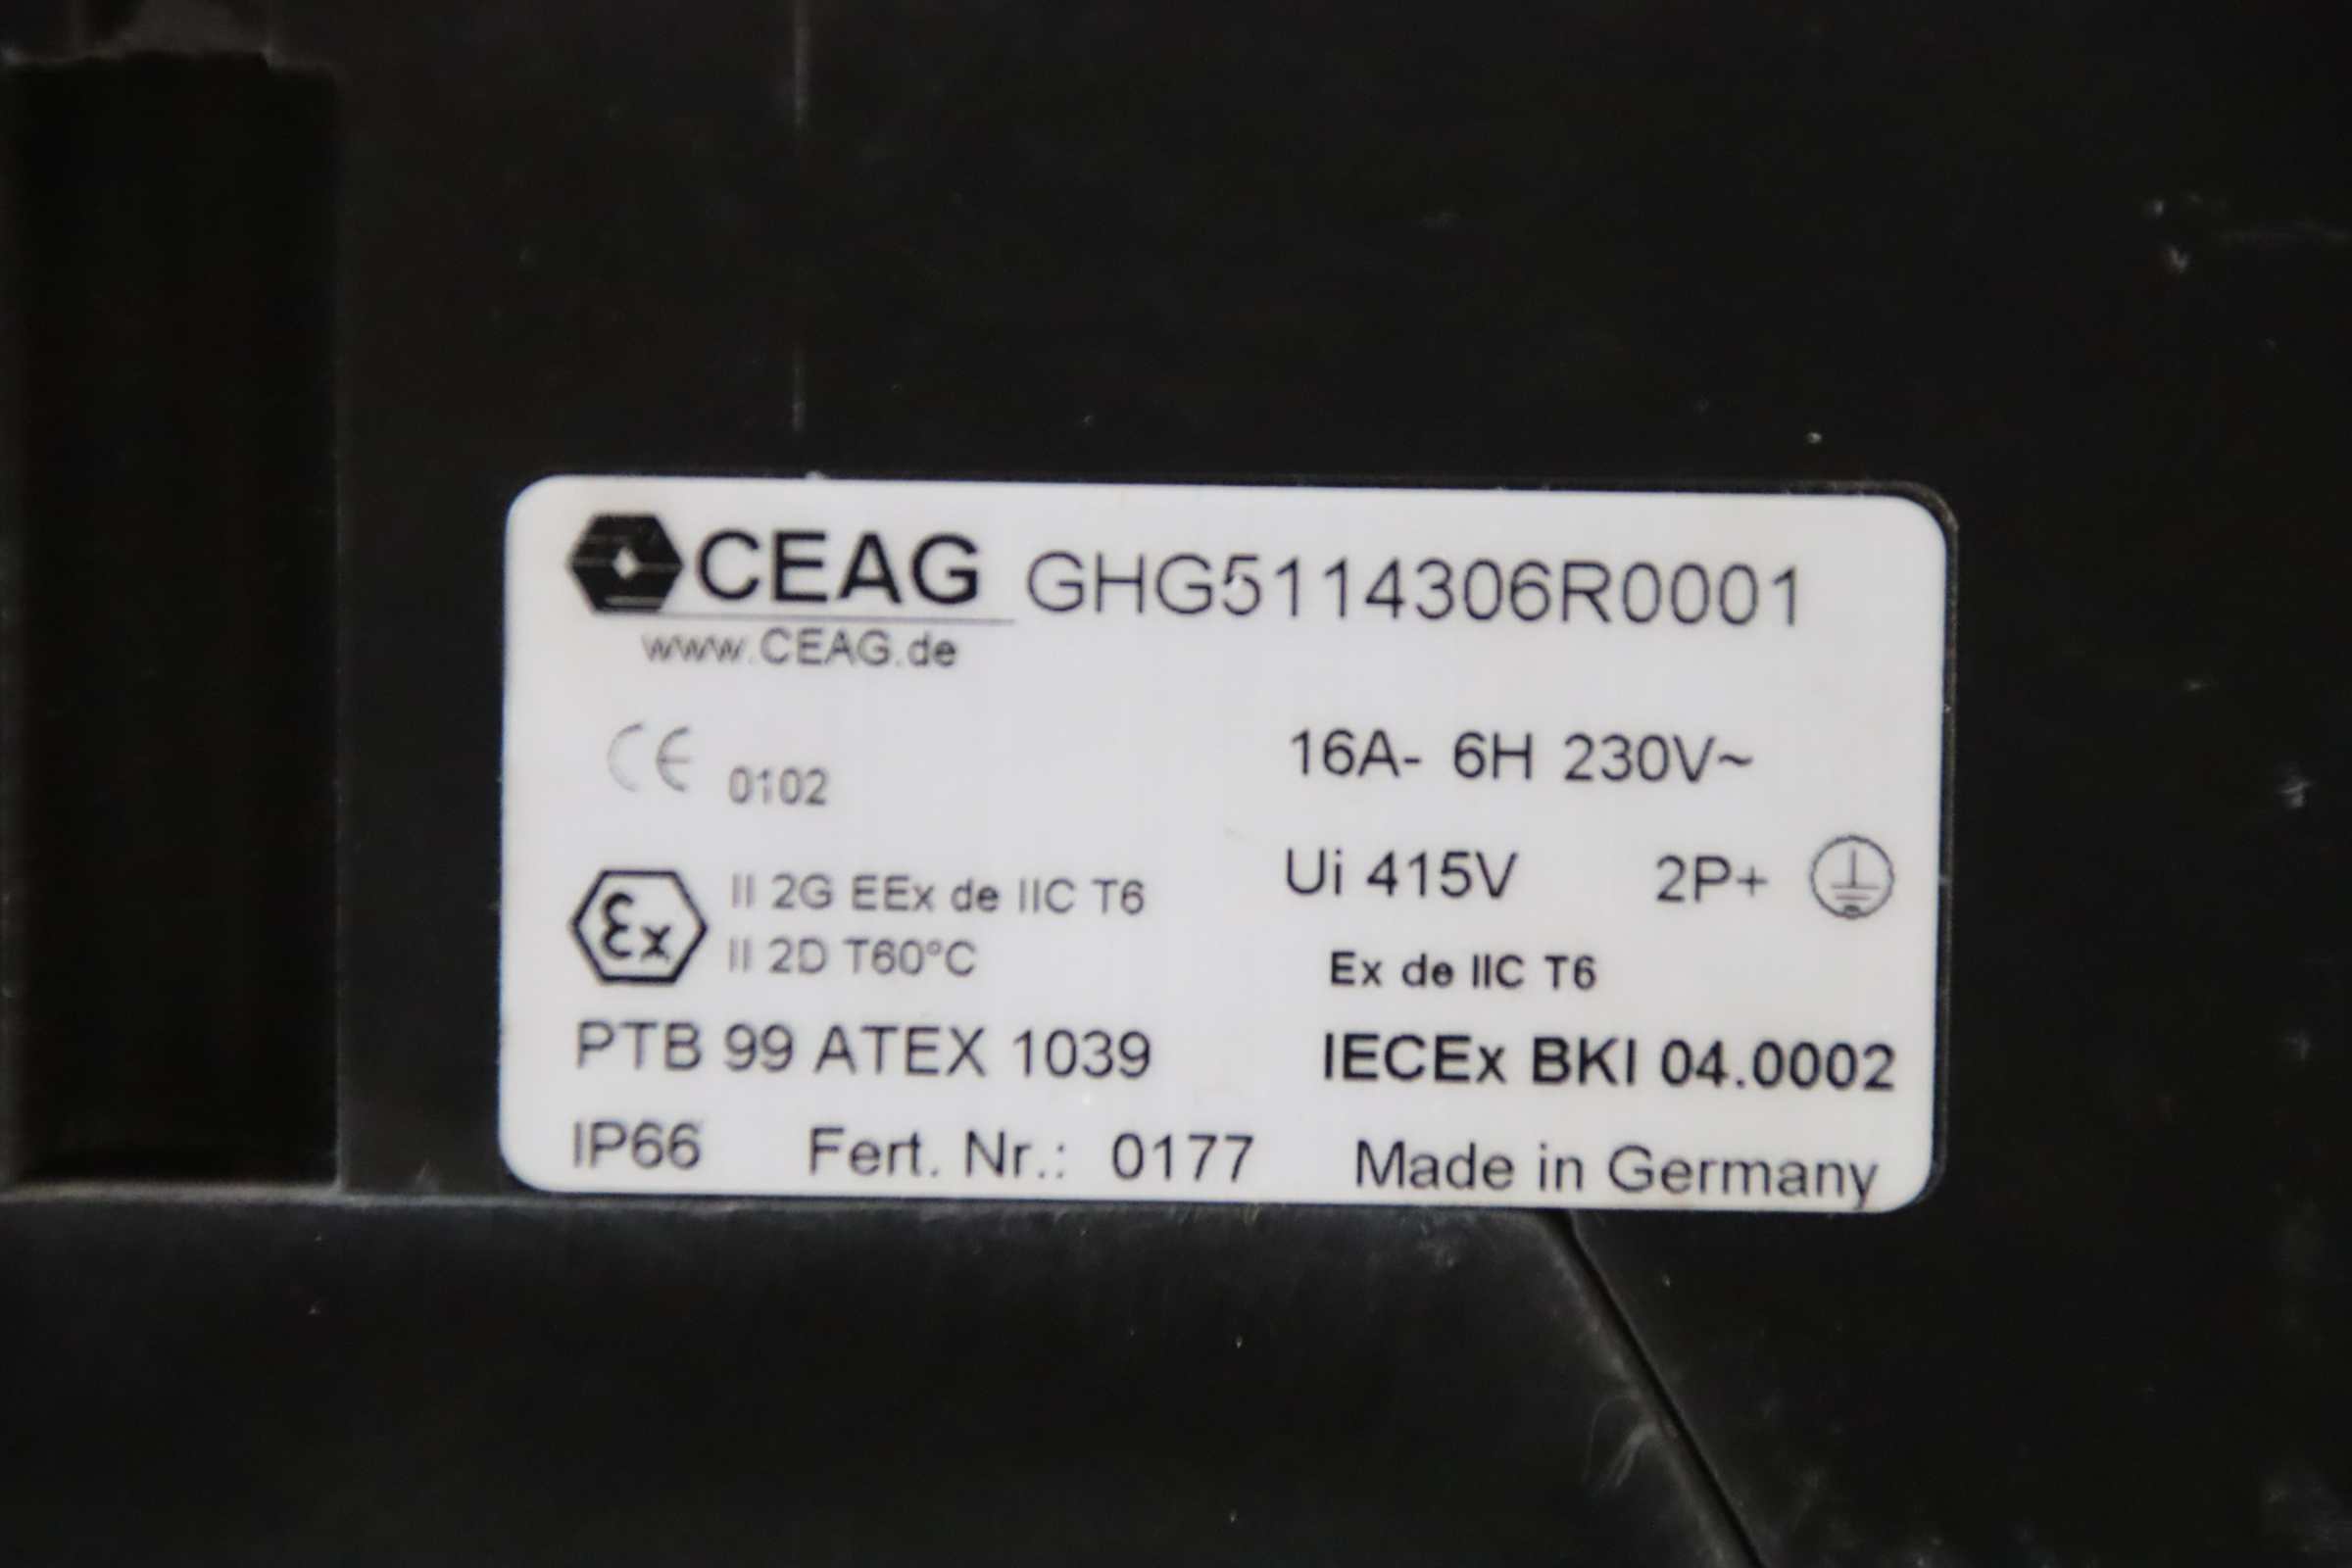 CEAG GHG5114306R0001
www.CEAG.de
CE 0102
16A- 6H 230V~
Ui 415V 2P+
Ex II 2G EEx de IIC T6
II 2D T60°C
Ex de IIC T6
PTB 99 ATEX 1039 IECEx BKI 04.0002
IP66 Fert. Nr.: 0177 Made in Germany